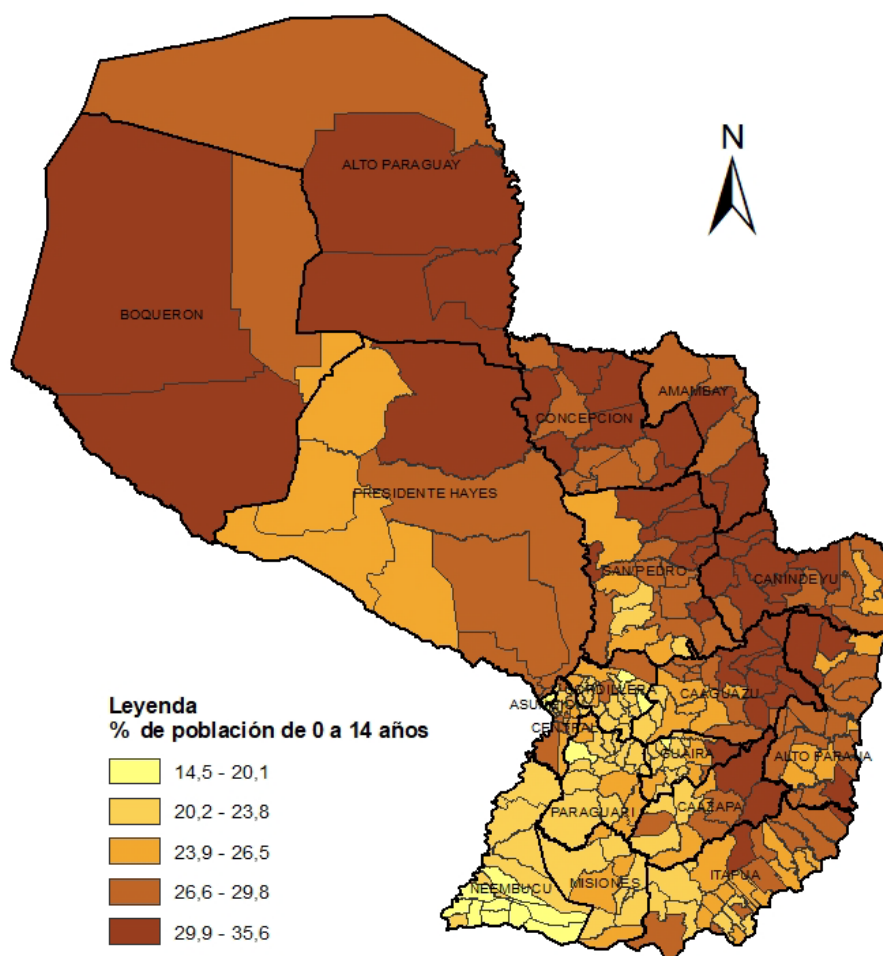 N
ALTO PARAGUAY
BOQUERON
AMAMBAY
CONCEPCION
PRESIDENTE HAYES
SAN PEDRO
CANINDEYU
CORDILLERA
CAAGUAZU
CENTRAL
GUAIRA
ALTO PARANA
PARAGUARI
CAAZAPA
ITAPUA
MISIONES
ÑEEMBUCU
Leyenda
% de población de 0 a 14 años
14,5 - 20,1
20,2 - 23,8
23,9 - 26,5
26,6 - 29,8
29,9 - 35,6